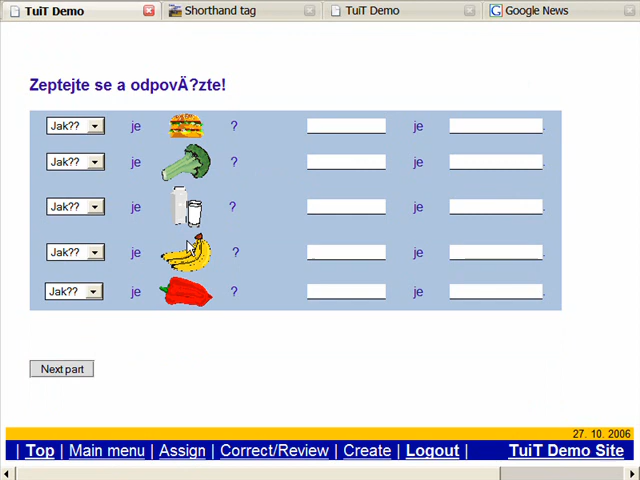 TuiT Demo Shorthand tag TuiT Demo Google News
Zeptejte se a odpovÄ?zte!
Jak?? je ? je .
Jak?? je ? je .
Jak?? je ? je .
Jak?? je ? je .
Jak?? je ? je .
Next part
27. 10. 2006
| Top | Main menu | Assign | Correct/Review | Create | Logout | TuiT Demo Site